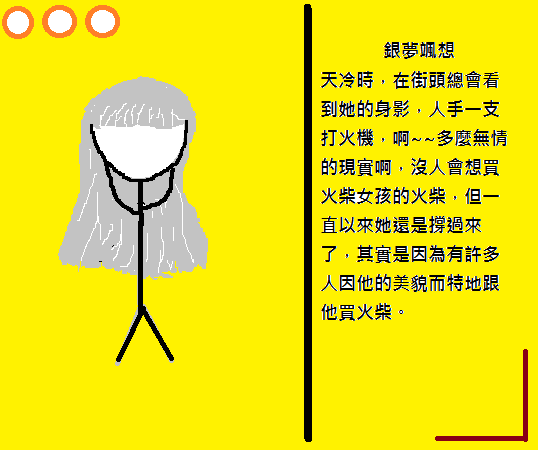 銀夢颯想
天冷時，在街頭總會看
到她的身影，人手一支
打火機，啊~~多麼無情
的現實啊，沒人會想買
火柴女孩的火柴，但一
直以來她還是撐過來
了，其實是因為有許多
人因他的美貌而特地跟
他買火柴。